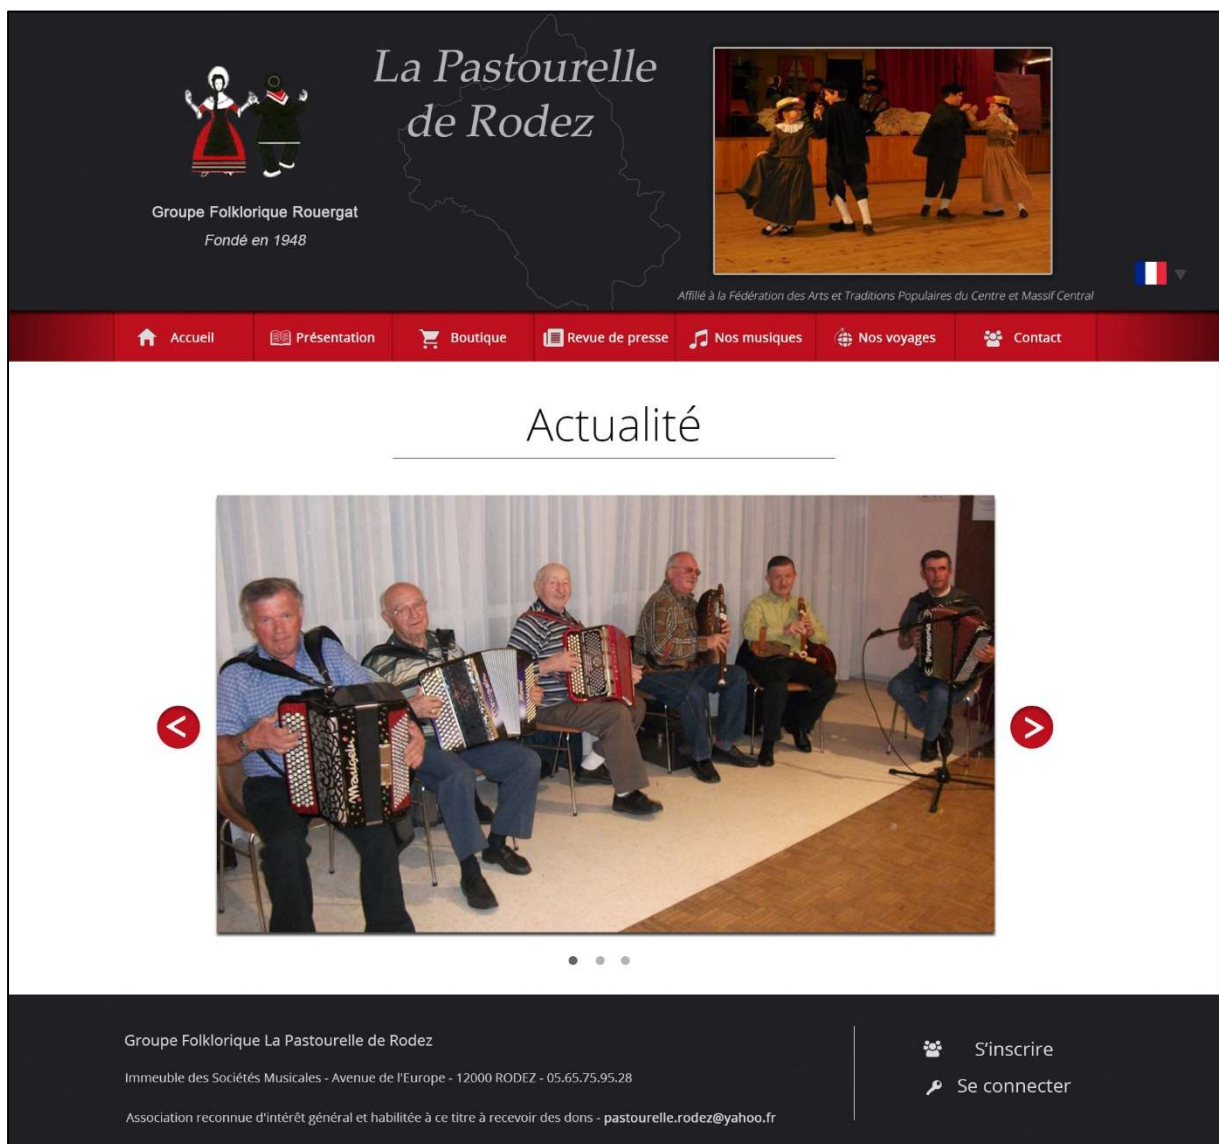 La Pastourelle
de Rodez
Groupe Folklorique Rouergat
Fondé en 1948
Affilié à la Fédération des Arts et Traditions Populaires du Centre et Massif Central
Accueil Présentation Boutique Revue de presse Nos musiques Nos voyages Contact
Actualité
Maugein
< >
Groupe Folklorique La Pastourelle de Rodez
Immeuble des Sociétés Musicales - Avenue de l'Europe - 12000 RODEZ - 05.65.75.95.28
Association reconnue d'intérêt général et habilitée à ce titre à recevoir des dons - pastourelle.rodez@yahoo.fr
S'inscrire
Se connecter